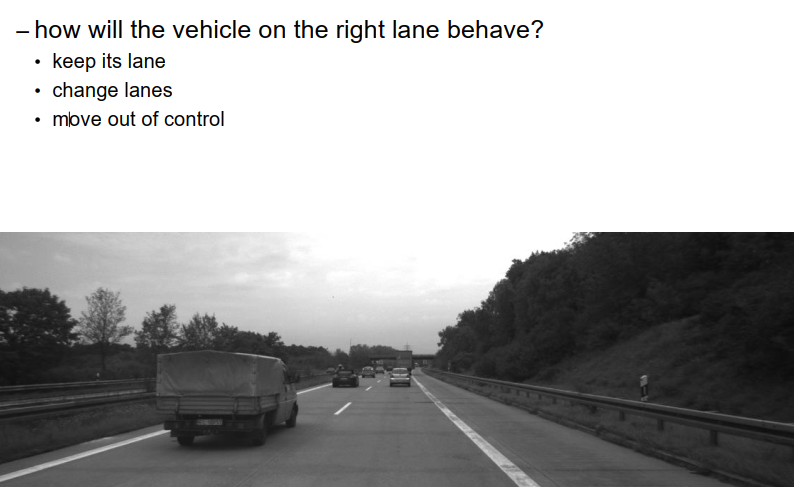 – how will the vehicle on the right lane behave?
• keep its lane
• change lanes
• move out of control